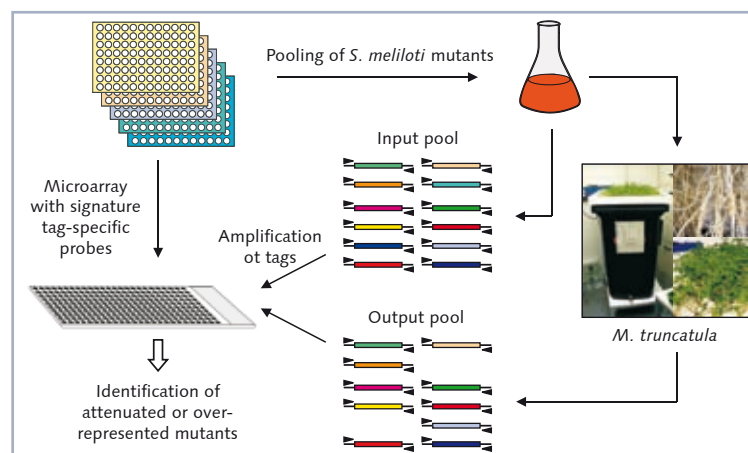 Pooling of S. meliloti mutants
Input pool
Microarray
with signature
tag-specific
probes
Amplification
ot tags
Output pool
M. truncatula
Identification of
attenuated or over-
represented mutants